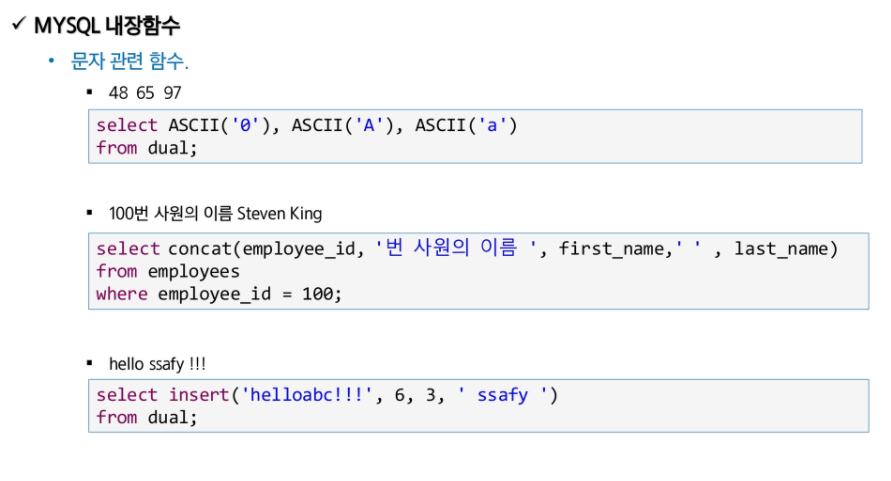 ✓ MYSQL 내장함수
• 문자 관련 함수.
▪ 48 65 97
select ASCII('0'), ASCII('A'), ASCII('a')
from dual;
▪ 100번 사원의 이름 Steven King
select concat(employee_id, '번 사원의 이름 ', first_name,' ' , last_name)
from employees
where employee_id = 100;
▪ hello ssafy !!!
select insert('helloabc!!!', 6, 3, ' ssafy ')
from dual;